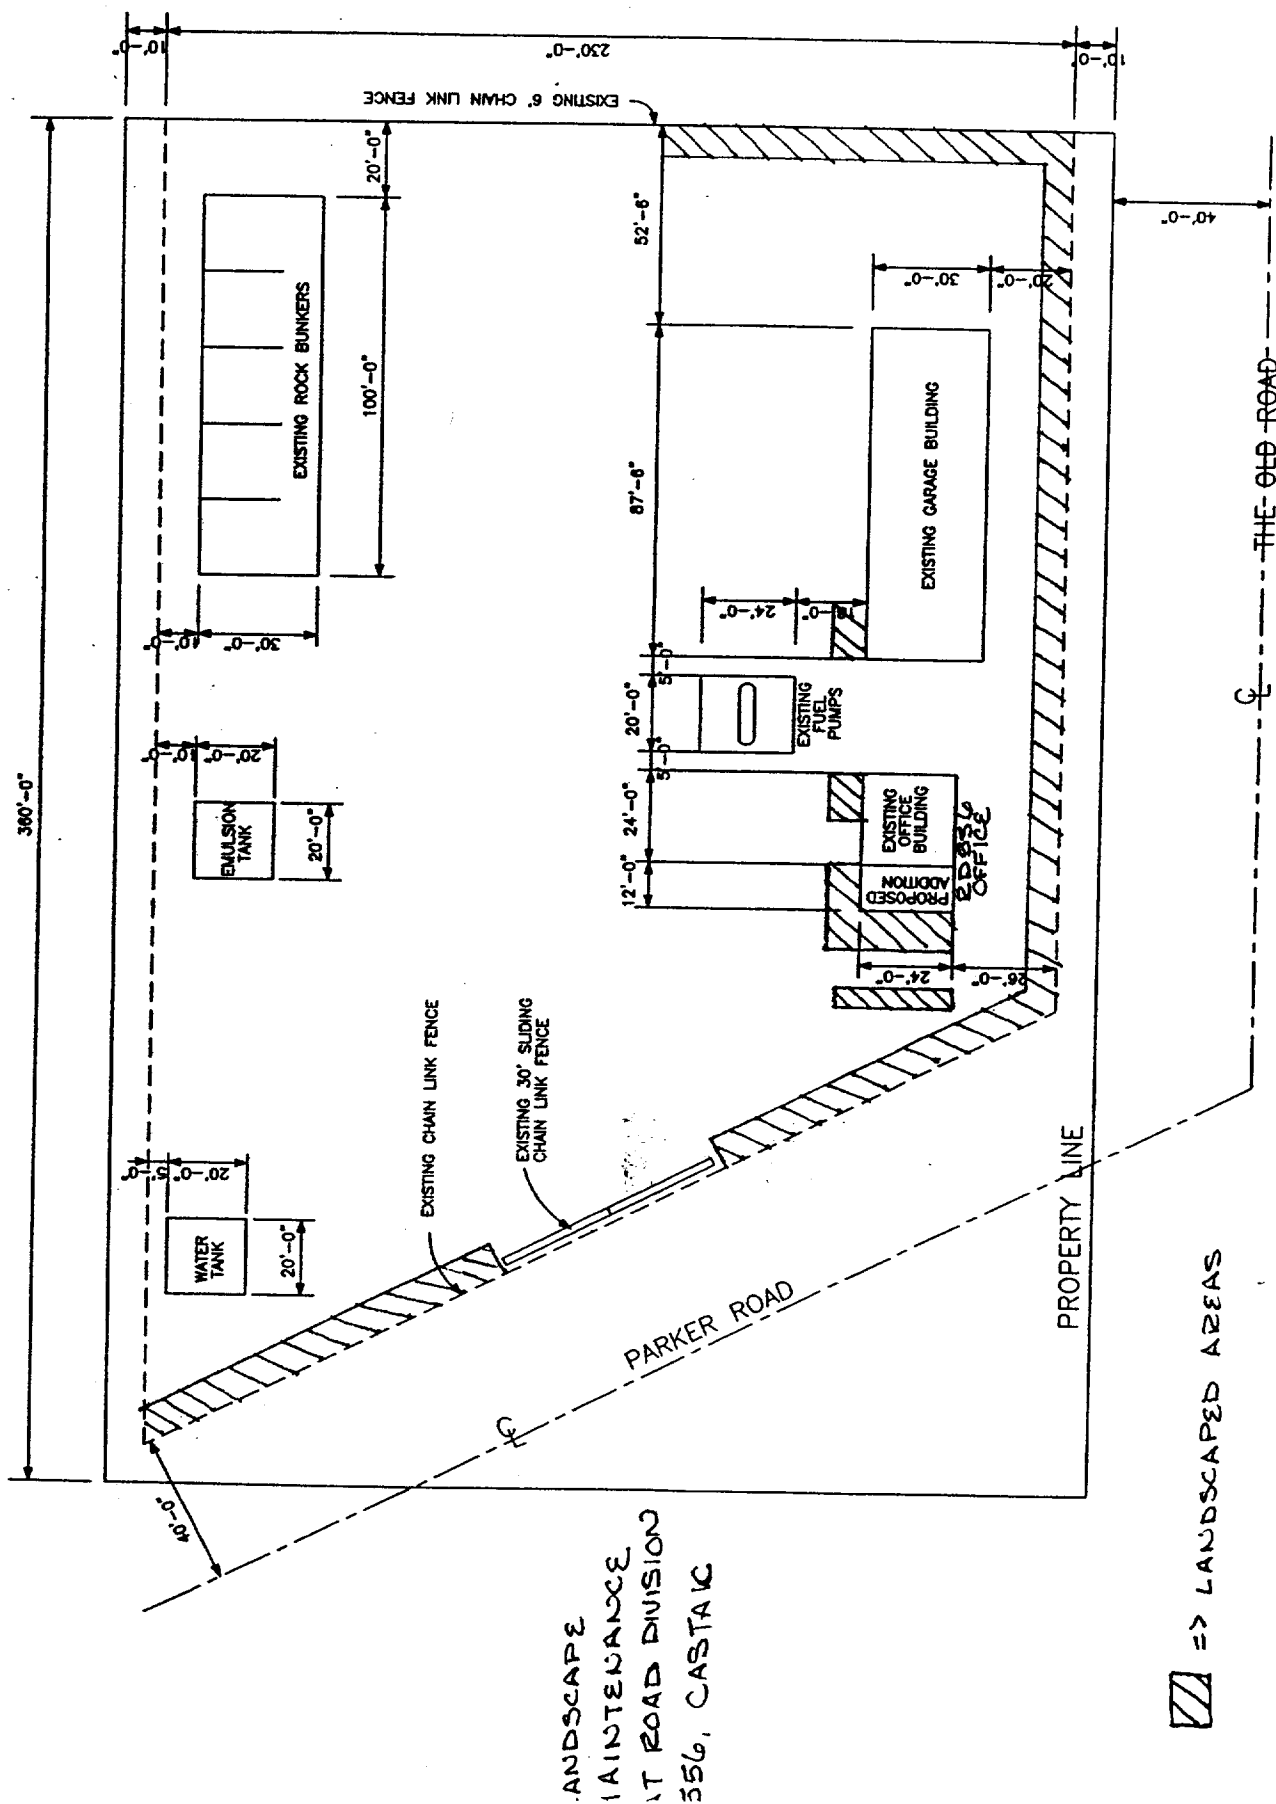 360'-0"
10'-0"
230'-0"
10'-0"
EXISTING 6' CHAIN LINK FENCE
20'-0"
100'-0"
EXISTING ROCK BUNKERS
10'-0"
30'-0"
52'-6"
87'-6"
30'-0"
20'-0"
40'-0"
EXISTING GARAGE BUILDING
24'-0"
5'-0"
20'-0"
5'-0"
EXISTING
FUEL
PUMPS
10'-0"
20'-0"
EMULSION
TANK
20'-0"
24'-0"
12'-0"
EXISTING
OFFICE
BUILDING
PROPOSED
ADDITION
OFFICE
24'-0"
26'-0"
THE OLD ROAD
CL
EXISTING CHAIN LINK FENCE
EXISTING 30' SLIDING
CHAIN LINK FENCE
5'-0"
20'-0"
WATER
TANK
20'-0"
PARKER ROAD
CL
PROPERTY LINE
40'-0"
ANDSCAPE
AINTENANCE
AT ROAD DIVISION
556, CASTAIC
=> LANDSCAPED AREAS